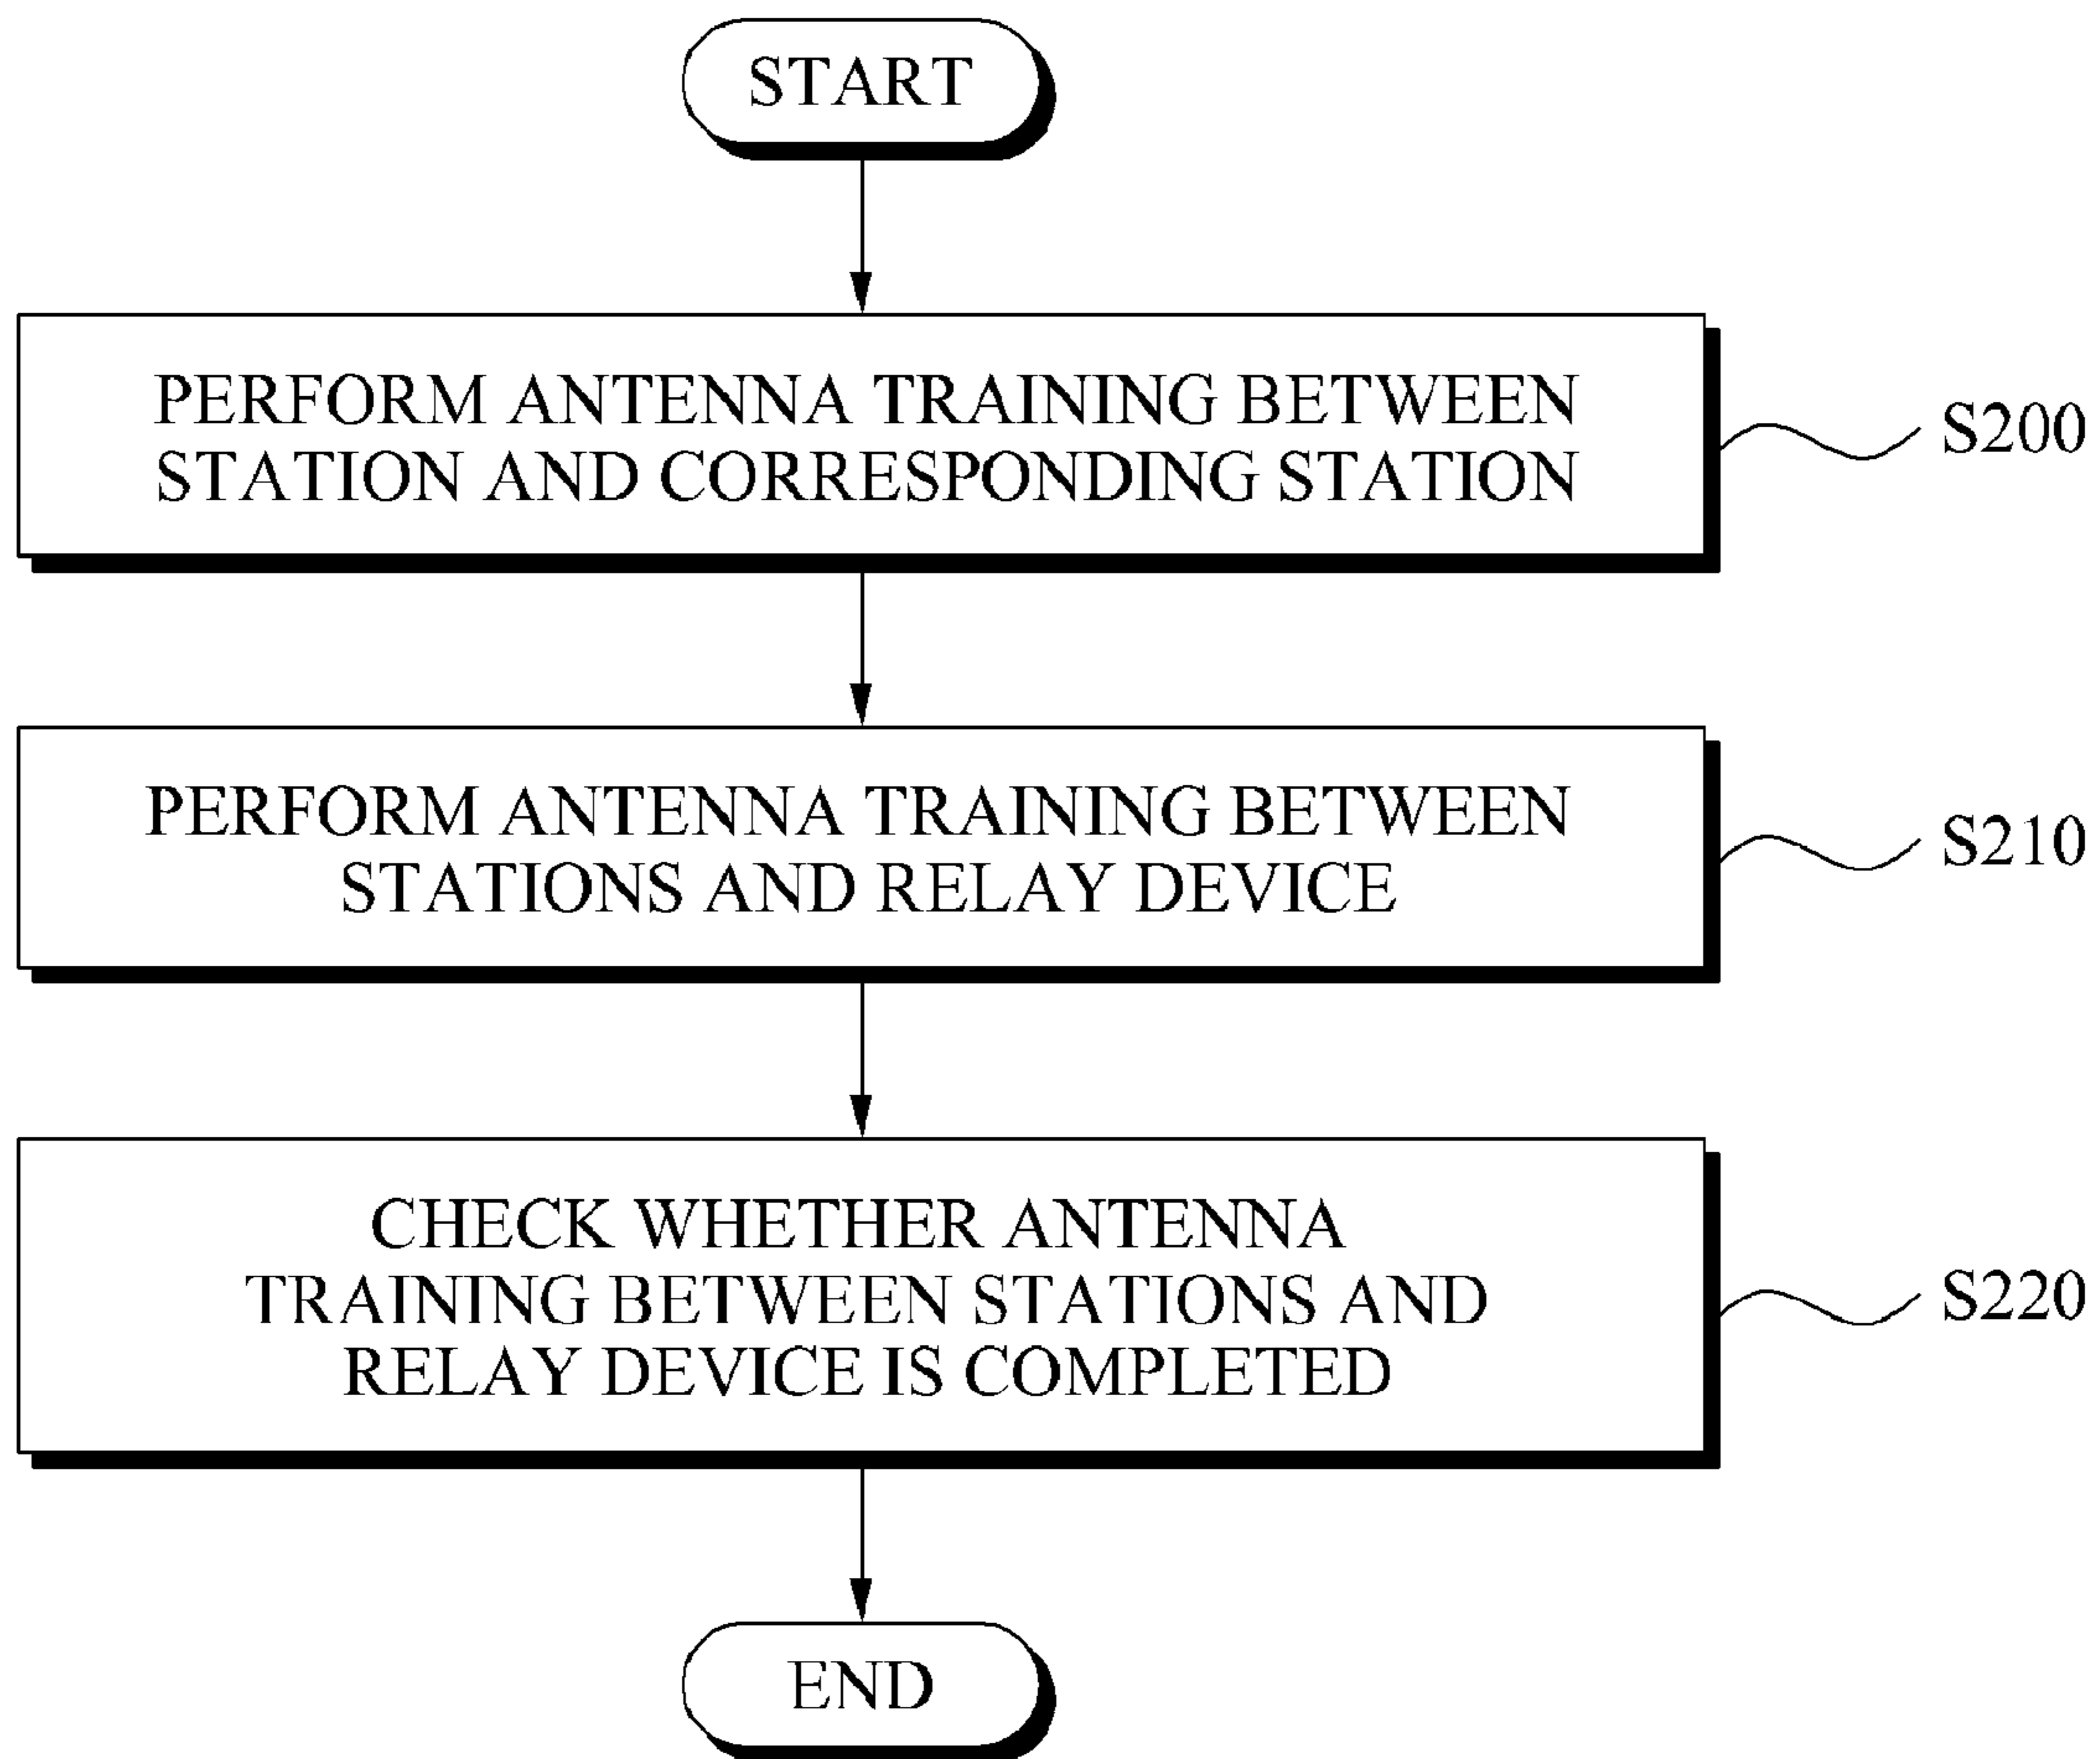 START
PERFORM ANTENNA TRAINING BETWEEN
STATION AND CORRESPONDING STATION
S200
PERFORM ANTENNA TRAINING BETWEEN
STATIONS AND RELAY DEVICE
S210
CHECK WHETHER ANTENNA
TRAINING BETWEEN STATIONS AND
RELAY DEVICE IS COMPLETED
S220
END